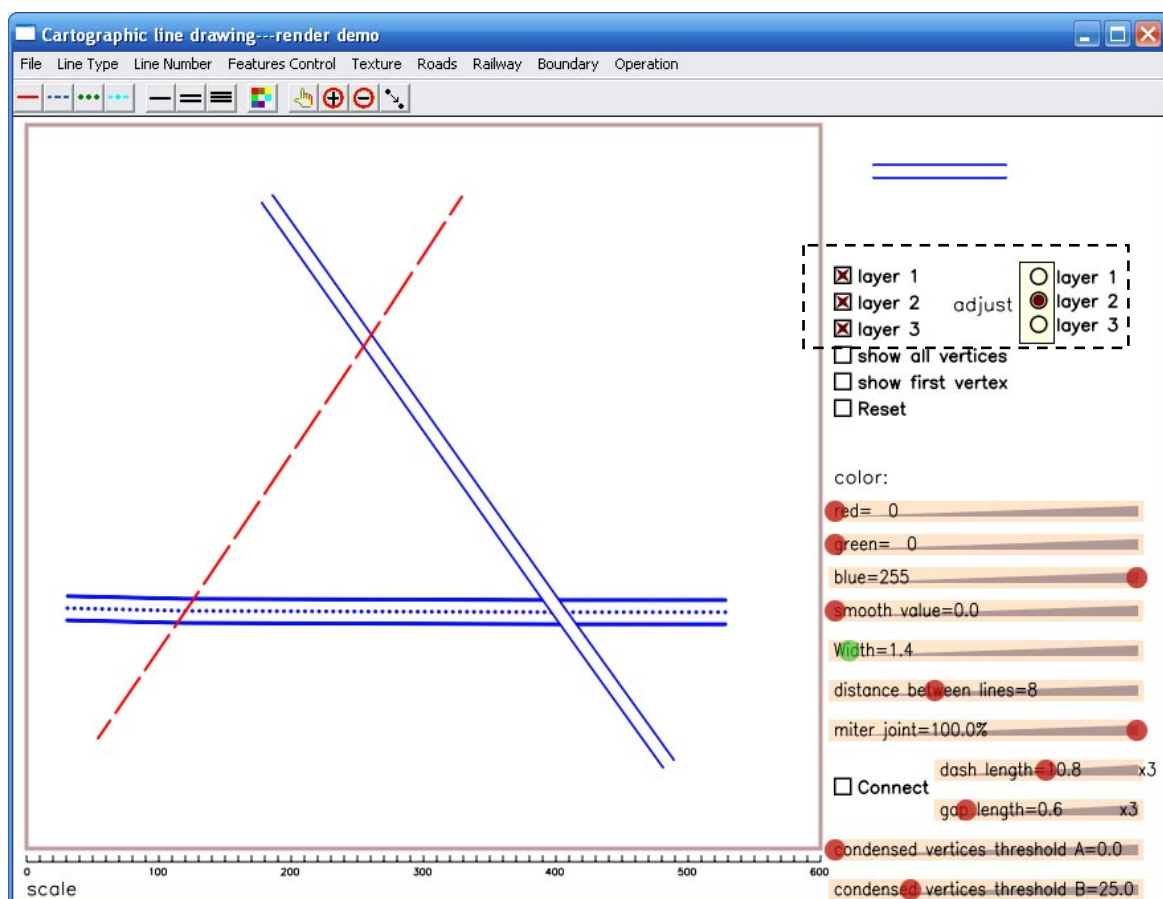 Cartographic line drawing---render demo
File Line Type Line Number Features Control Texture Roads Railway Boundary Operation
layer 1
layer 2
layer 3
adjust
layer 1
layer 2
layer 3
show all vertices
show first vertex
Reset
color:
red= 0
green= 0
blue=255
smooth value=0.0
Width=1.4
distance between lines=8
miter joint=100.0%
dash length=10.8 x3
Connect
gap length=0.6 x3
condensed vertices threshold A=0.0
condensed vertices threshold B=25.0
0 100 200 300 400 500 600
scale